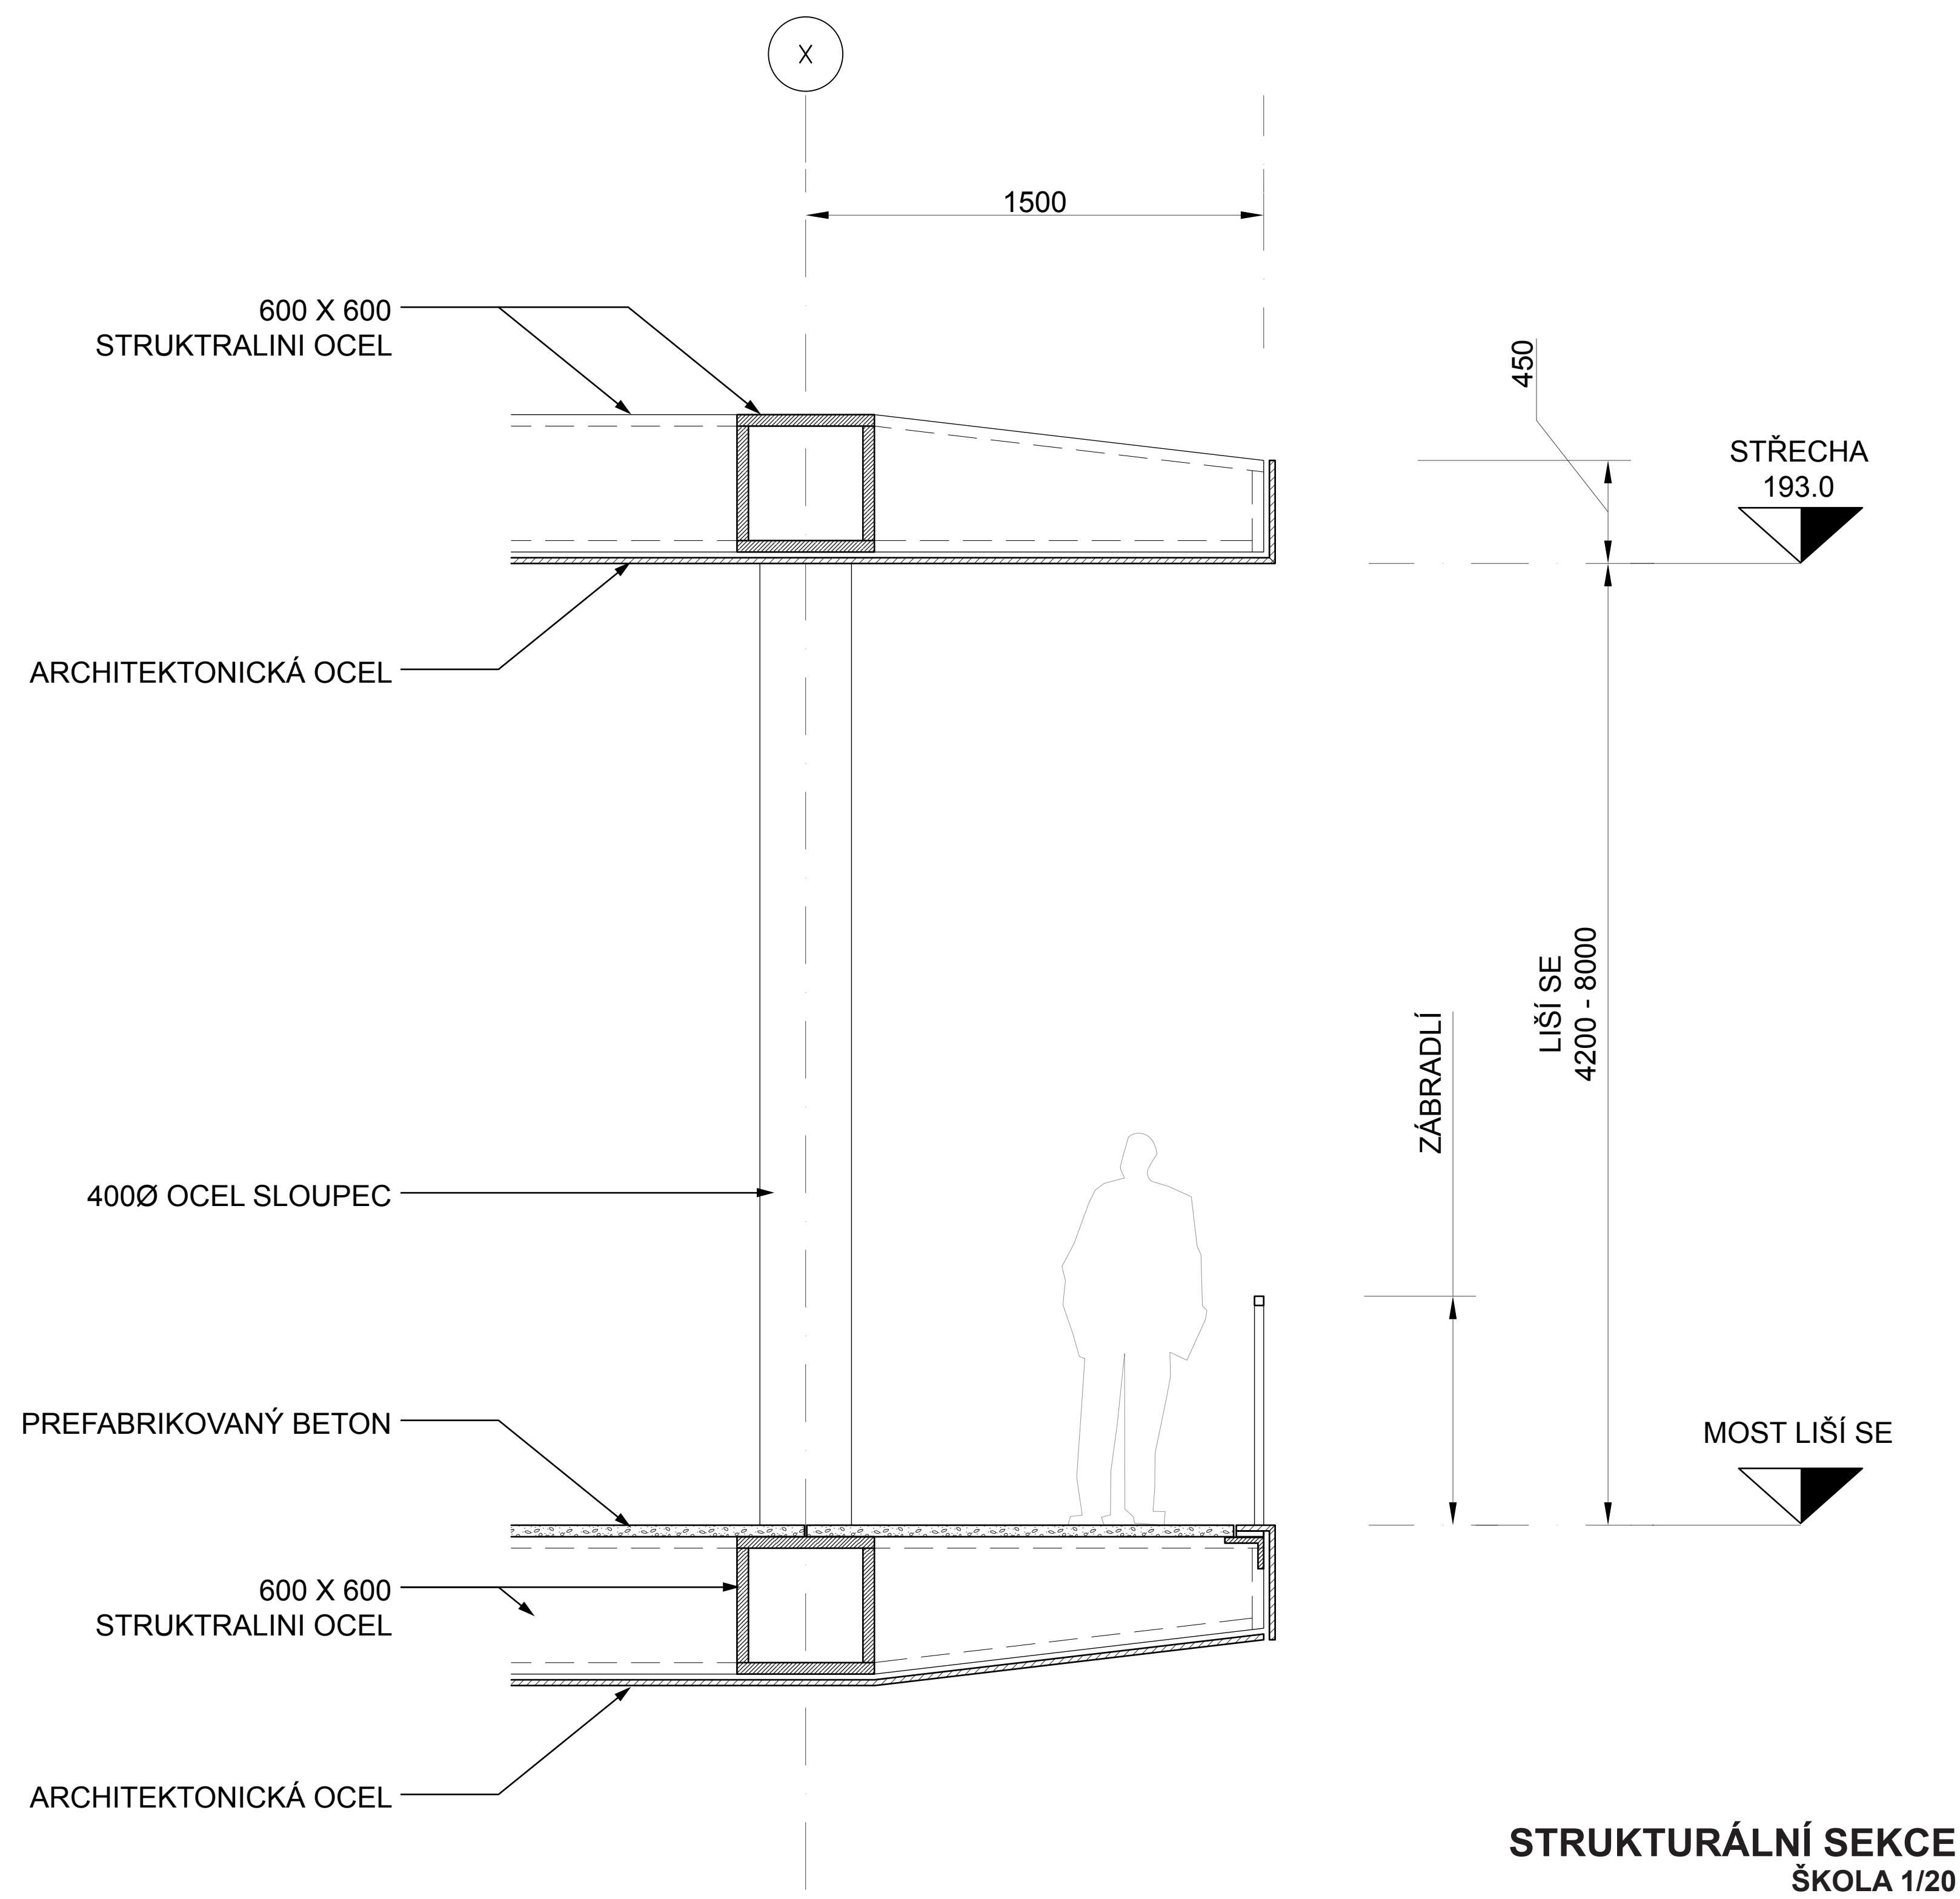 X
1500
600 X 600
STRUKTRALINI OCEL
450
STŘECHA
193.0
ARCHITEKTONICKÁ OCEL
LIŠÍ SE
4200 - 8000
ZÁBRADLÍ
400Ø OCEL SLOUPEC
PREFABRIKOVANÝ BETON
MOST LIŠÍ SE
600 X 600
STRUKTRALINI OCEL
ARCHITEKTONICKÁ OCEL
STRUKTURÁLNÍ SEKCE
ŠKOLA 1/20